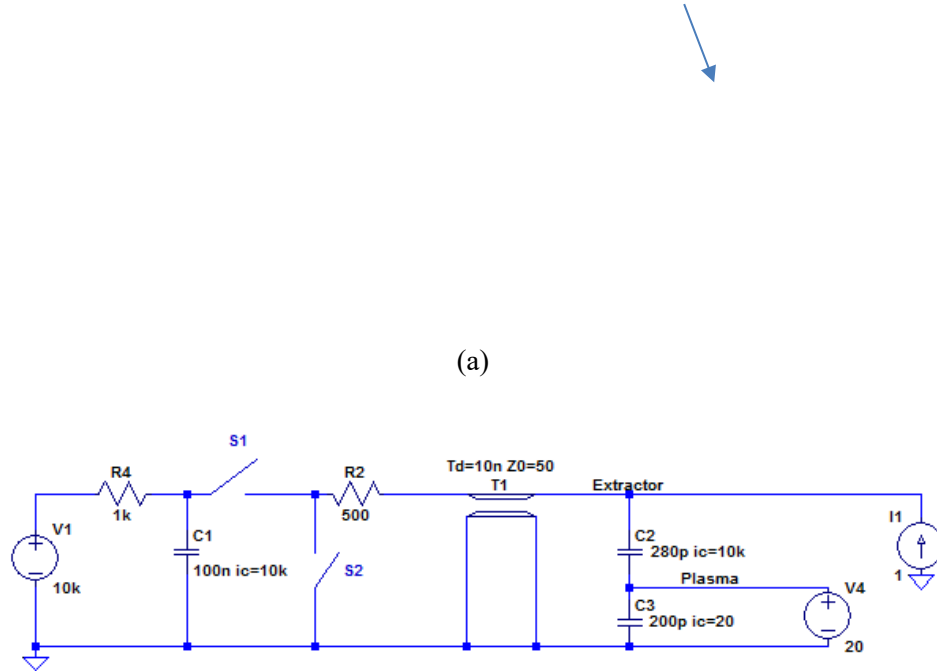 (a)
S1
R4
1k
V1
10k
C1
100n ic=10k
S2
R2
500
Td=10n Z0=50
T1
Extractor
C2
280p ic=10k
Plasma
C3
200p ic=20
V4
20
I1
1